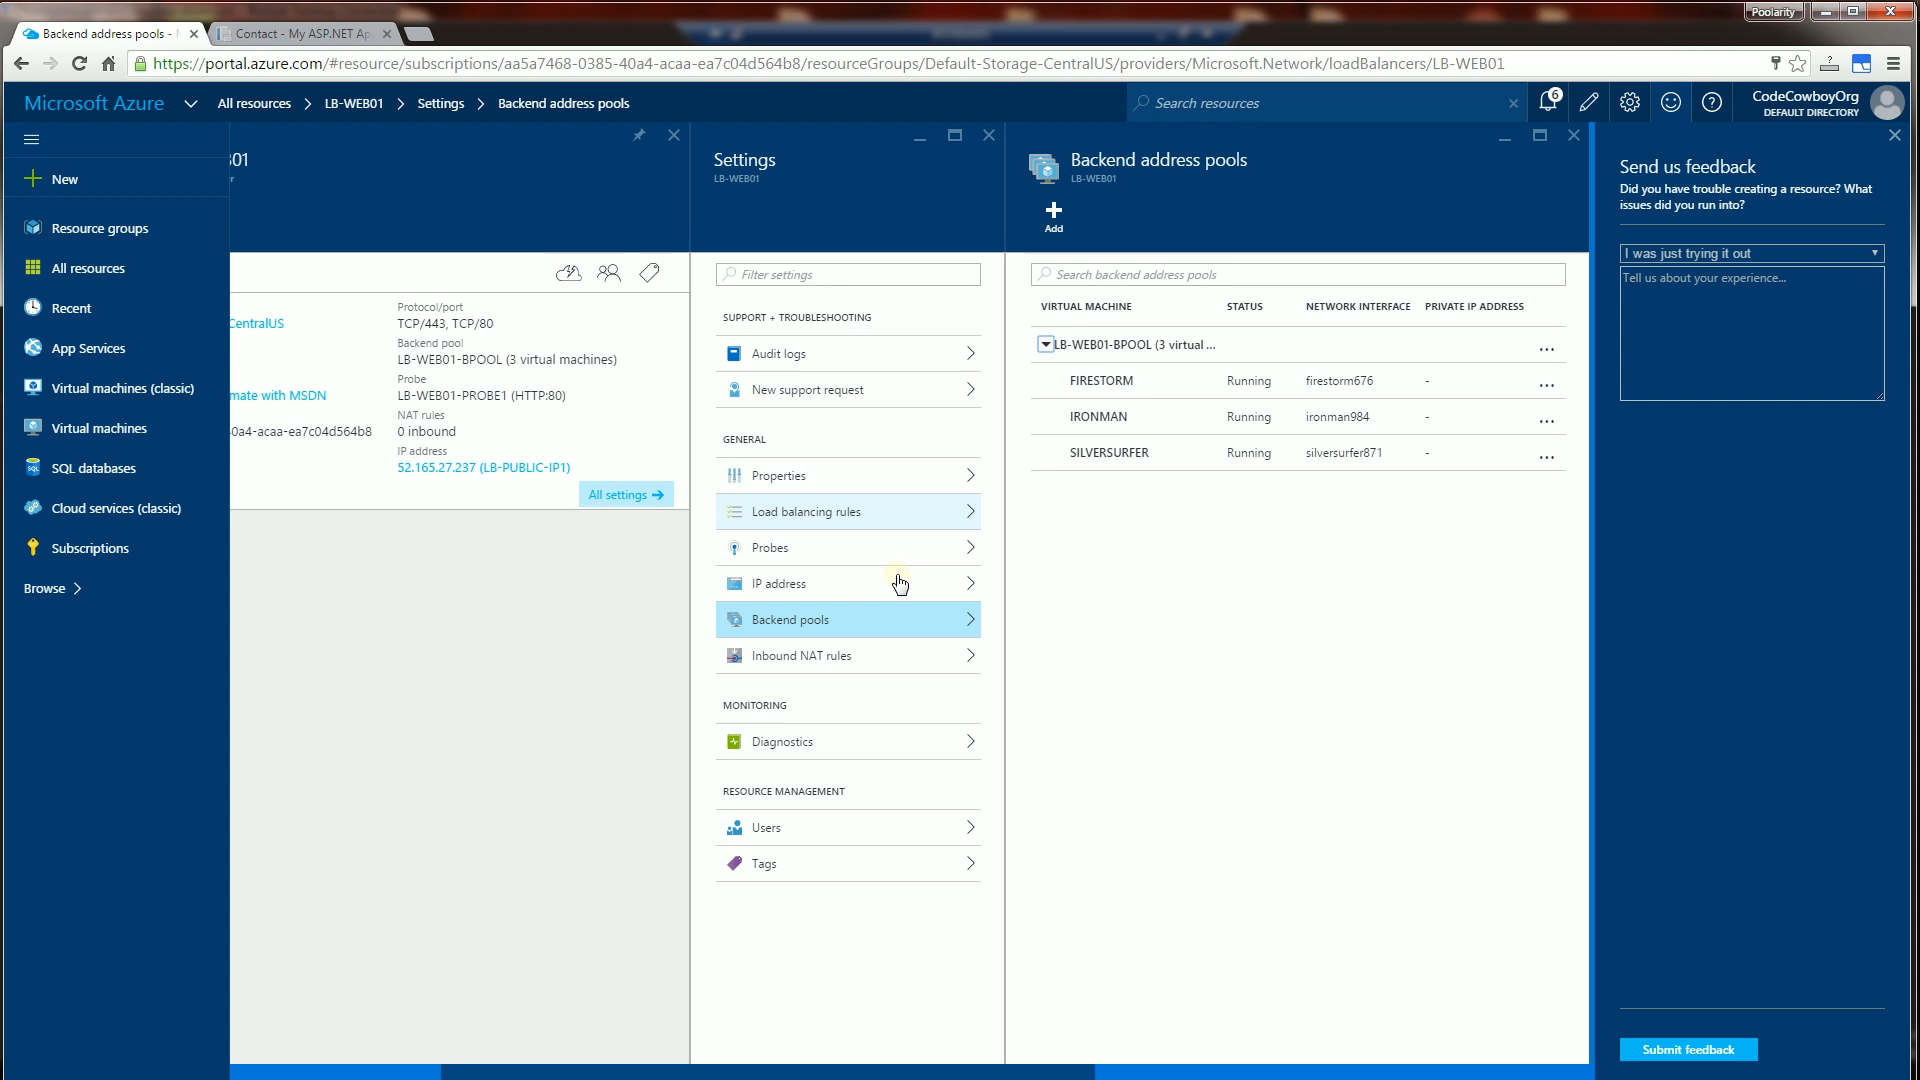 Poolarity
Backend address pools -
Contact - My ASP.NET Ap
https://portal.azure.com/#resource/subscriptions/aa5a7468-0385-40a4-acaa-ea7c04d564b8/resourceGroups/Default-Storage-CentralUS/providers/Microsoft.Network/loadBalancers/LB-WEB01
Microsoft Azure
All resources
LB-WEB01
Settings
Backend address pools
Search resources
6
CodeCowboyOrg
DEFAULT DIRECTORY
New
Resource groups
All resources
Recent
App Services
Virtual machines (classic)
Virtual machines
SQL databases
Cloud services (classic)
Subscriptions
Browse
01
r
CentralUS
mate with MSDN
0a4-acaa-ea7c04d564b8
Protocol/port
TCP/443, TCP/80
Backend pool
LB-WEB01-BPOOL (3 virtual machines)
Probe
LB-WEB01-PROBE1 (HTTP:80)
NAT rules
0 inbound
IP address
52.165.27.237 (LB-PUBLIC-IP1)
All settings →
Settings
LB-WEB01
Filter settings
SUPPORT + TROUBLESHOOTING
Audit logs
New support request
GENERAL
Properties
Load balancing rules
Probes
IP address
Backend pools
Inbound NAT rules
MONITORING
Diagnostics
RESOURCE MANAGEMENT
Users
Tags
Backend address pools
LB-WEB01
Add
Search backend address pools
VIRTUAL MACHINE STATUS NETWORK INTERFACE PRIVATE IP ADDRESS
LB-WEB01-BPOOL (3 virtual ... ...
FIRESTORM Running firestorm676 - ...
IRONMAN Running ironman984 - ...
SILVERSURFER Running silversurfer871 - ...
Send us feedback
Did you have trouble creating a resource? What
issues did you run into?
I was just trying it out
Tell us about your experience...
Submit feedback